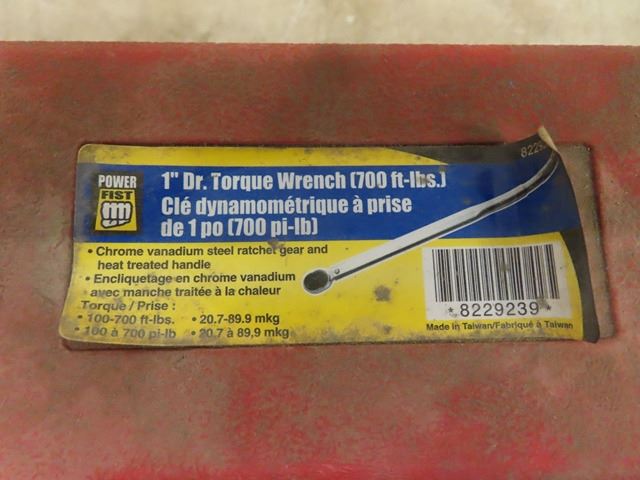 POWER
FIST
1" Dr. Torque Wrench (700 ft-lbs.)
Clé dynamométrique à prise
de 1 po (700 pi-lb)
• Chrome vanadium steel ratchet gear and
heat treated handle
• Encliquetage en chrome vanadium
avec manche traitée à la chaleur
Torque / Prise :
• 100-700 ft-lbs. • 20.7-89.9 mkg
• 100 à 700 pi-lb • 20.7 à 89,9 mkg
*8229239*
Made in Taiwan/Fabriqué à Taiwan